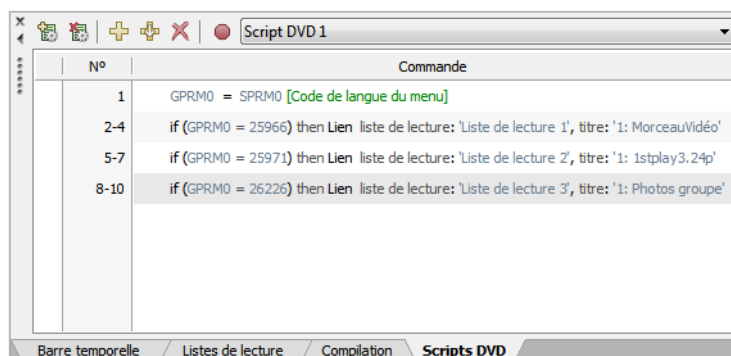 Script DVD 1
Nº Commande
1 GPRM0 = SPRM0 [Code de langue du menu]
2-4 if (GPRM0 = 25966) then Lien liste de lecture: 'Liste de lecture 1', titre: '1: MorceauVidéo'
5-7 if (GPRM0 = 25971) then Lien liste de lecture: 'Liste de lecture 2', titre: '1: 1stplay3.24p'
8-10 if (GPRM0 = 26226) then Lien liste de lecture: 'Liste de lecture 3', titre: '1: Photos groupe'
Barre temporelle Listes de lecture Compilation Scripts DVD